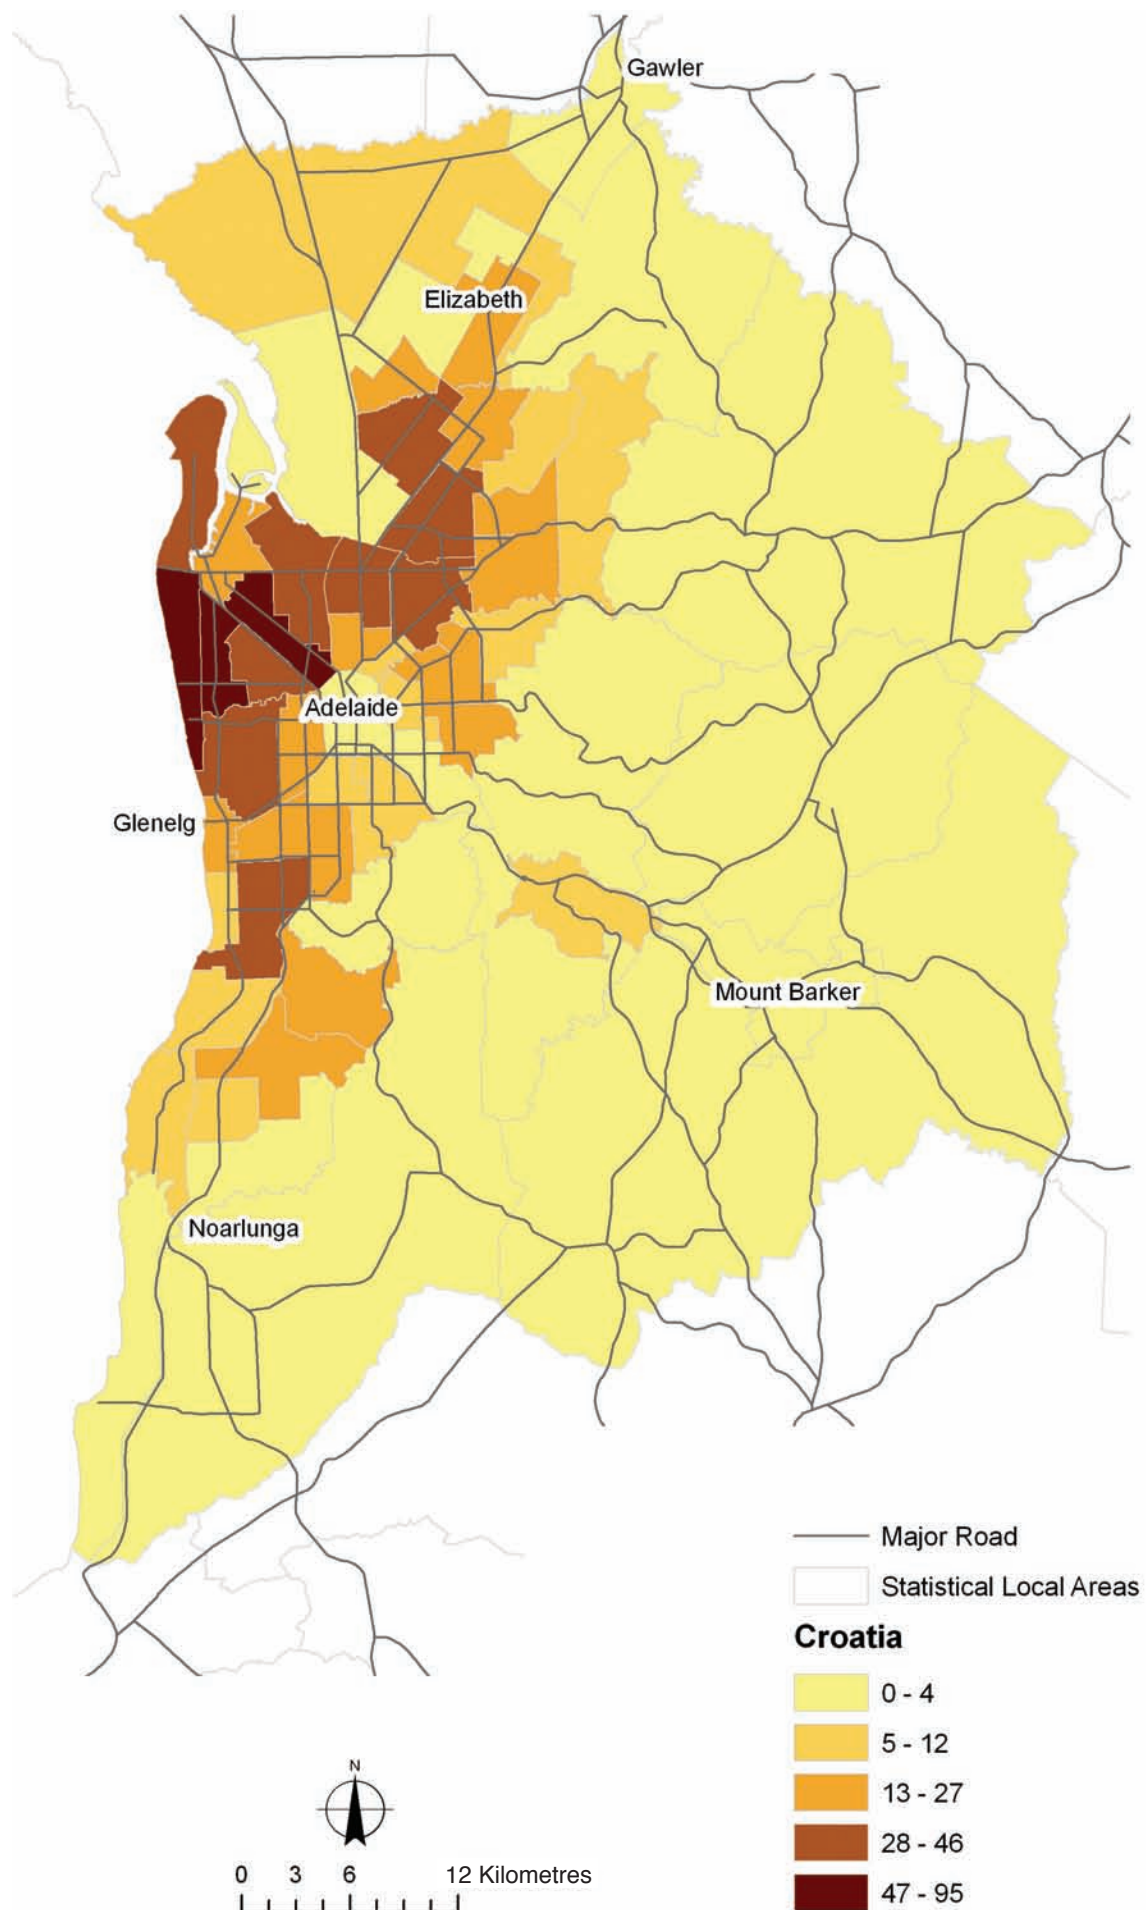 Gawler
Elizabeth
Adelaide
Glenelg
Mount Barker
Noarlunga
Major Road
Statistical Local Areas
Croatia
0 - 4
5 - 12
13 - 27
28 - 46
47 - 95
N
0 3 6 12 Kilometres